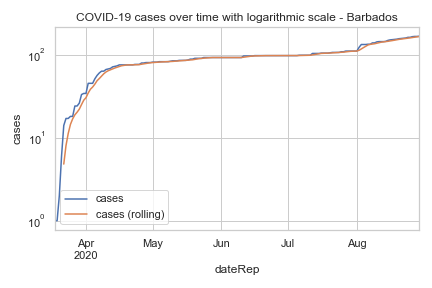 COVID-19 cases over time with logarithmic scale - Barbados
10²
10¹
10⁰
cases
cases
cases (rolling)
Apr
2020
May
Jun
Jul
Aug
dateRep